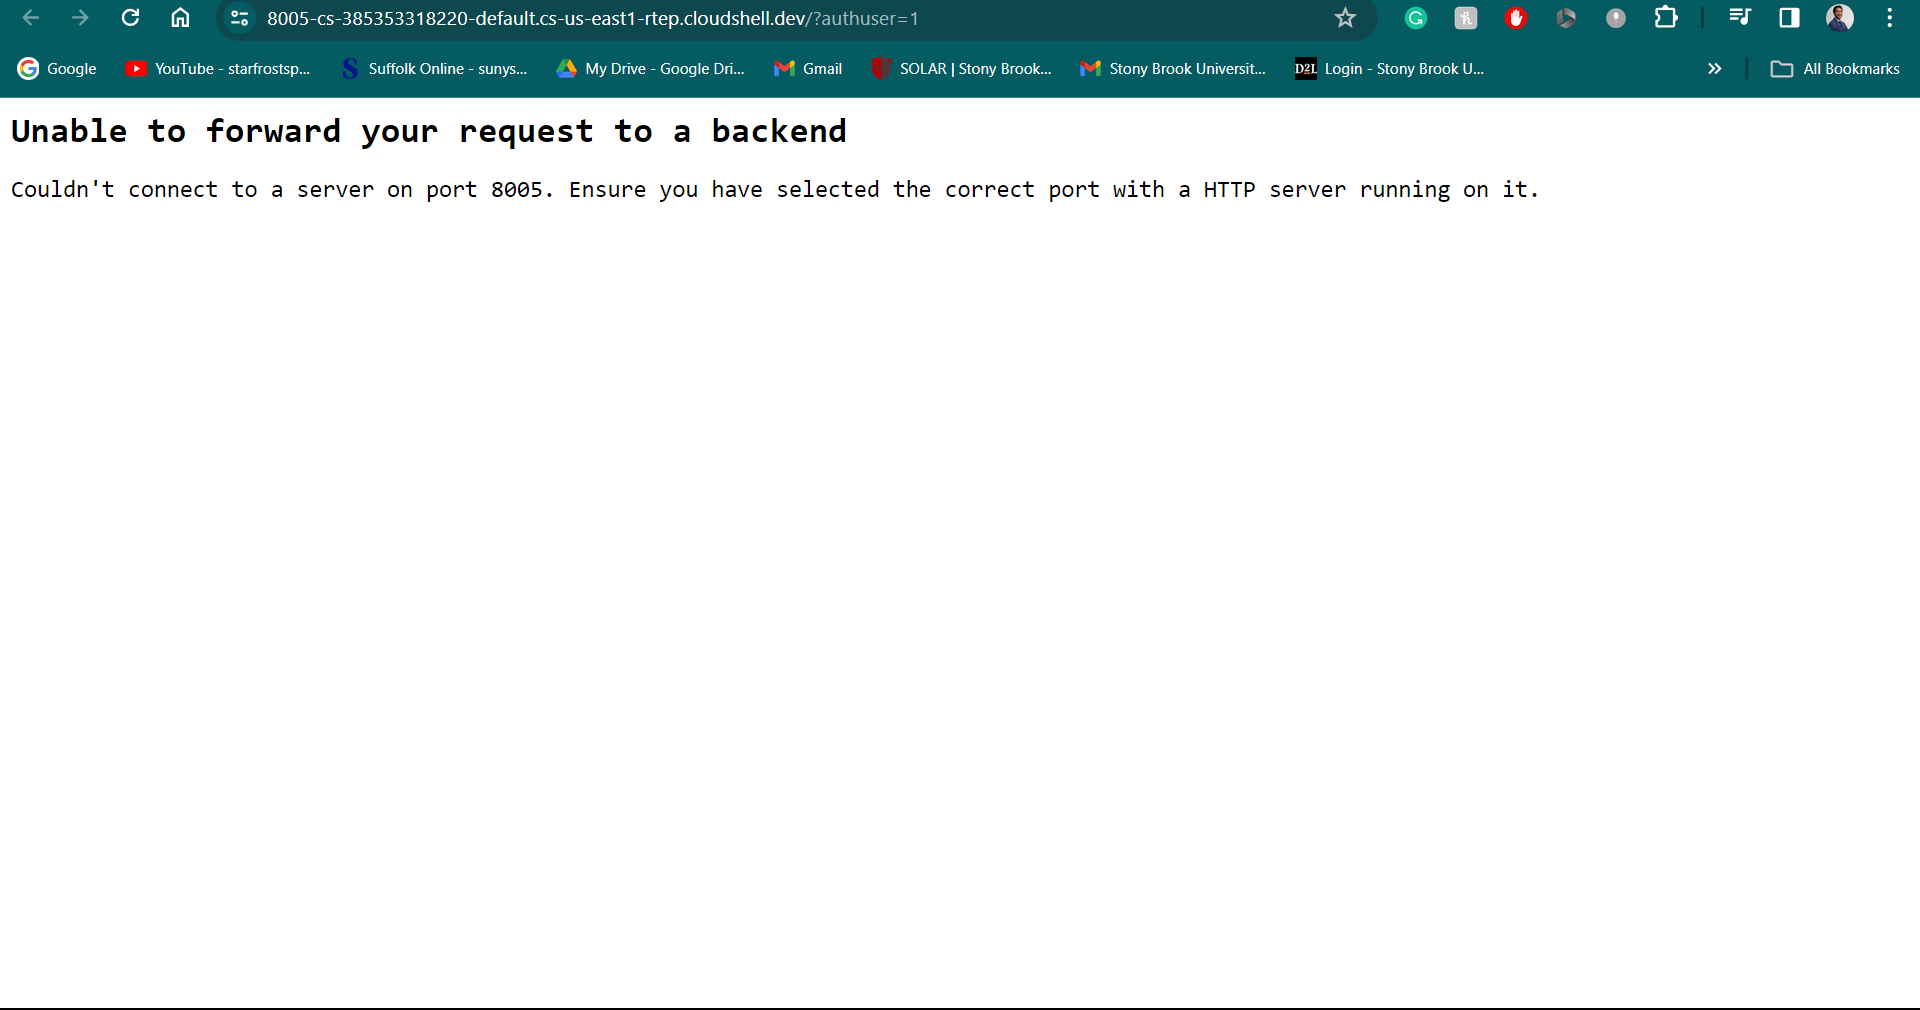 8005-cs-385353318220-default.cs-us-east1-rtep.cloudshell.dev/?authuser=1
Google YouTube - starfrostsp... Suffolk Online - sunys... My Drive - Google Dri... Gmail SOLAR | Stony Brook... Stony Brook Universit... D2L Login - Stony Brook U... All Bookmarks
Unable to forward your request to a backend
Couldn't connect to a server on port 8005. Ensure you have selected the correct port with a HTTP server running on it.